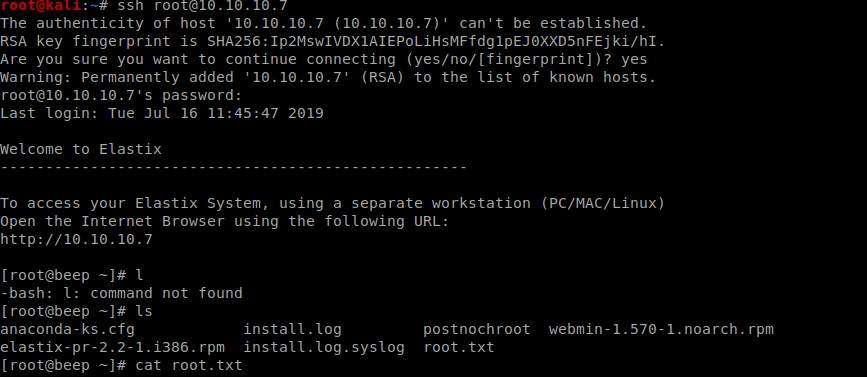 root@kali:~# ssh root@10.10.10.7
The authenticity of host '10.10.10.7 (10.10.10.7)' can't be established.
RSA key fingerprint is SHA256:Ip2MswIVDX1AIEPoLiHsMFfdg1pEJ0XXD5nFEjki/hI.
Are you sure you want to continue connecting (yes/no/[fingerprint])? yes
Warning: Permanently added '10.10.10.7' (RSA) to the list of known hosts.
root@10.10.10.7's password:
Last login: Tue Jul 16 11:45:47 2019
Welcome to Elastix
----------------------------------------------------
To access your Elastix System, using a separate workstation (PC/MAC/Linux)
Open the Internet Browser using the following URL:
http://10.10.10.7
[root@beep ~]# l
-bash: l: command not found
[root@beep ~]# ls
anaconda-ks.cfg            install.log         postnochroot  webmin-1.570-1.noarch.rpm
elastix-pr-2.2-1.i386.rpm  install.log.syslog  root.txt
[root@beep ~]# cat root.txt